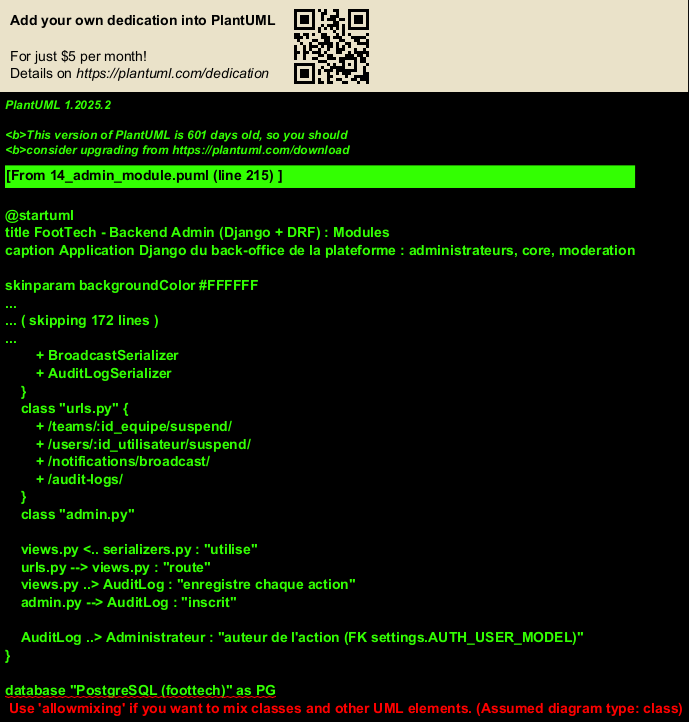 Add your own dedication into PlantUML
For just $5 per month!
Details on https://plantuml.com/dedication
PlantUML 1.2025.2
<b>This version of PlantUML is 601 days old, so you should
<b>consider upgrading from https://plantuml.com/download
[From 14_admin_module.puml (line 215) ]
@startuml
title FootTech - Backend Admin (Django + DRF) : Modules
caption Application Django du back-office de la plateforme : administrateurs, core, moderation
skinparam backgroundColor #FFFFFF
...
... ( skipping 172 lines )
...
+ BroadcastSerializer
+ AuditLogSerializer
}
class "urls.py" {
+ /teams/:id_equipe/suspend/
+ /users/:id_utilisateur/suspend/
+ /notifications/broadcast/
+ /audit-logs/
}
class "admin.py"
views.py <.. serializers.py : "utilise"
urls.py --> views.py : "route"
views.py ..> AuditLog : "enregistre chaque action"
admin.py --> AuditLog : "inscrit"
AuditLog ..> Administrateur : "auteur de l'action (FK settings.AUTH_USER_MODEL)"
}
database "PostgreSQL (foottech)" as PG
Use 'allowmixing' if you want to mix classes and other UML elements. (Assumed diagram type: class)